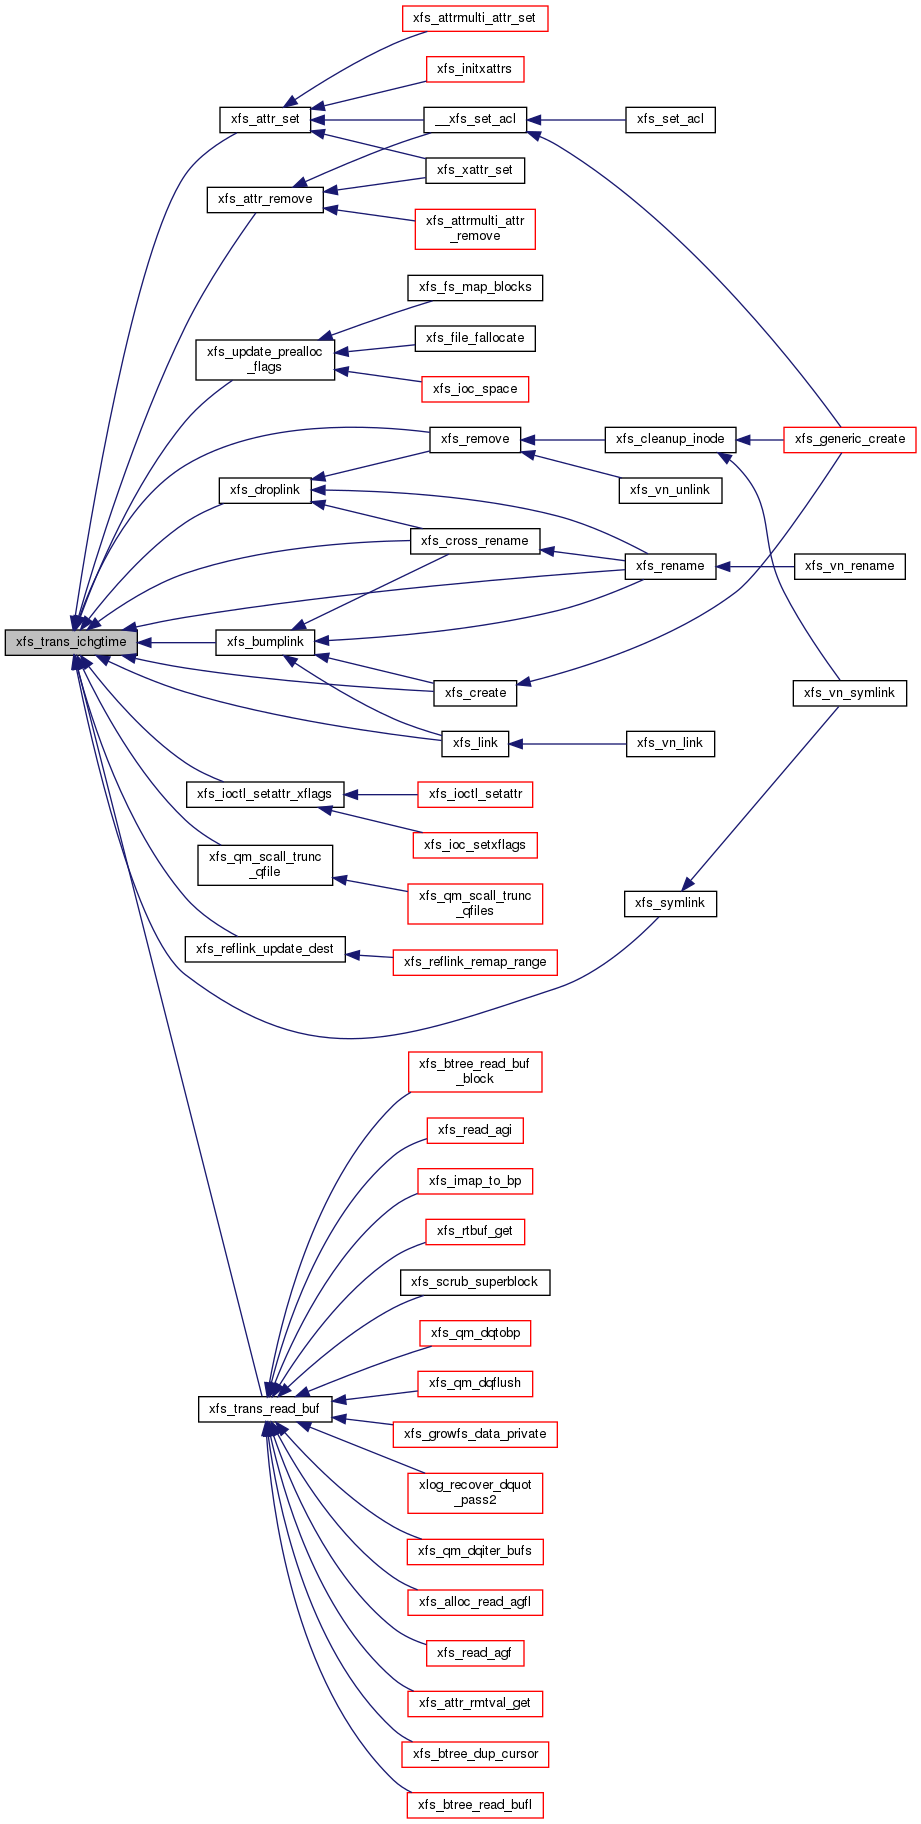 xfs_attrmulti_attr_set
xfs_initxattrs
xfs_attr_set
__xfs_set_acl
xfs_set_acl
xfs_xattr_set
xfs_attr_remove
xfs_attrmulti_attr
_remove
xfs_fs_map_blocks
xfs_file_fallocate
xfs_update_prealloc
_flags
xfs_ioc_space
xfs_remove
xfs_cleanup_inode
xfs_generic_create
xfs_droplink
xfs_vn_unlink
xfs_cross_rename
xfs_rename
xfs_vn_rename
xfs_trans_ichgtime
xfs_bumplink
xfs_create
xfs_vn_symlink
xfs_link
xfs_vn_link
xfs_ioctl_setattr_xflags
xfs_ioctl_setattr
xfs_ioc_setxflags
xfs_qm_scall_trunc
_qfile
xfs_qm_scall_trunc
_qfiles
xfs_symlink
xfs_reflink_update_dest
xfs_reflink_remap_range
xfs_btree_read_buf
_block
xfs_read_agi
xfs_imap_to_bp
xfs_rtbuf_get
xfs_scrub_superblock
xfs_qm_dqtobp
xfs_qm_dqflush
xfs_trans_read_buf
xfs_growfs_data_private
xlog_recover_dquot
_pass2
xfs_qm_dqiter_bufs
xfs_alloc_read_agfl
xfs_read_agf
xfs_attr_rmtval_get
xfs_btree_dup_cursor
xfs_btree_read_bufl